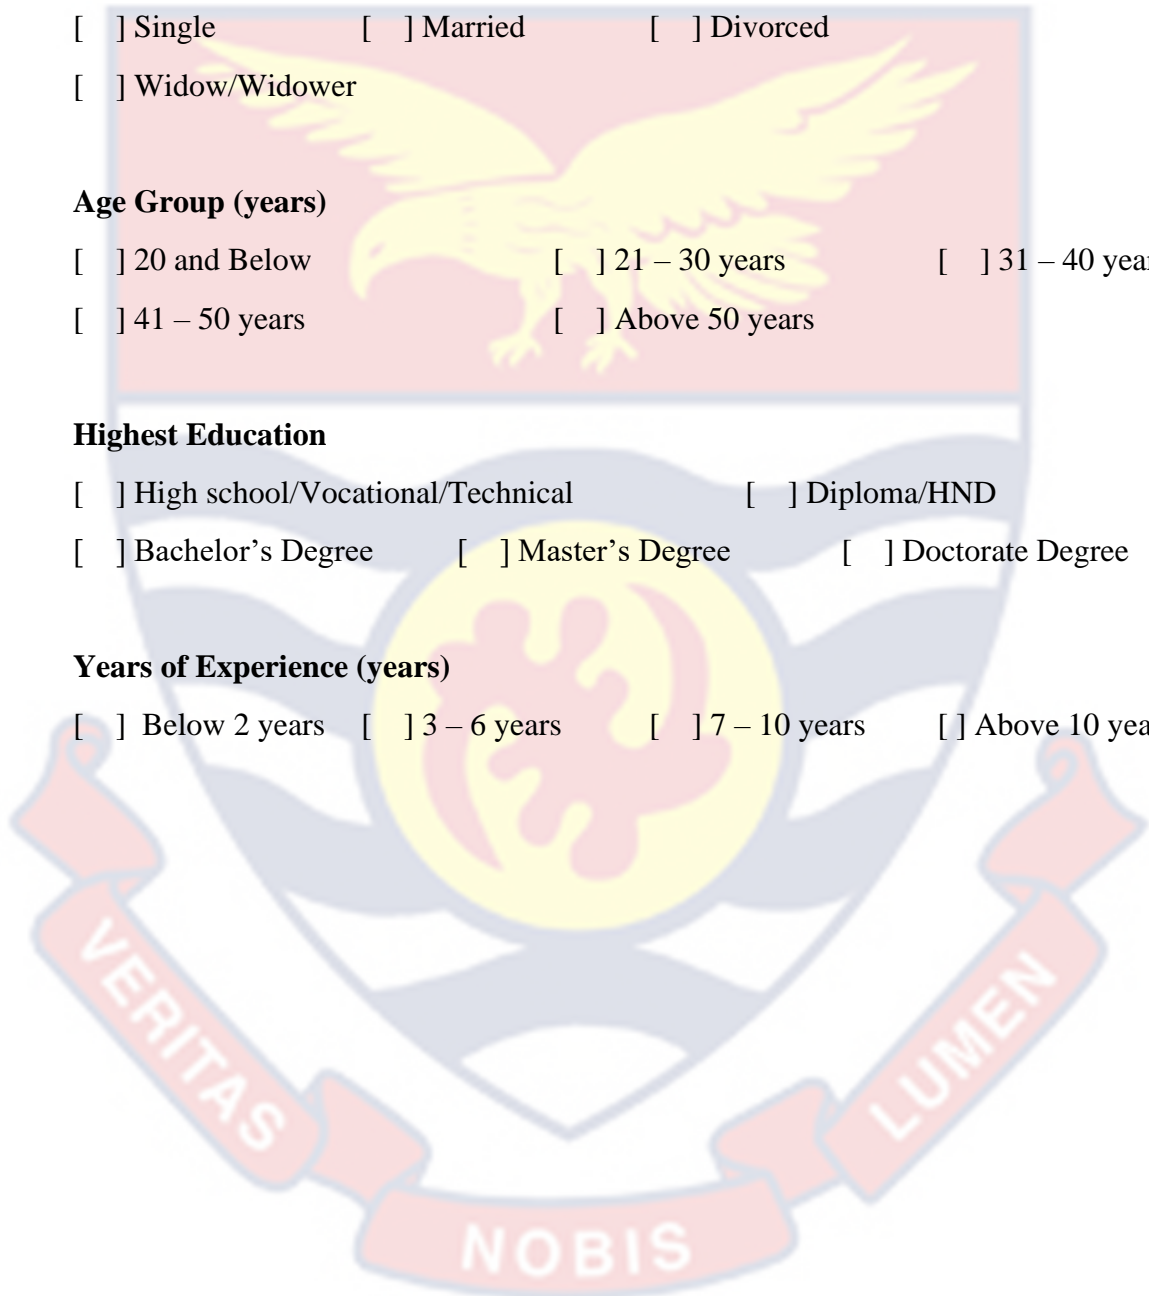 [ ] Single [ ] Married [ ] Divorced
[ ] Widow/Widower
Age Group (years)
[ ] 20 and Below [ ] 21 – 30 years [ ] 31 – 40 year
[ ] 41 – 50 years [ ] Above 50 years
Highest Education
[ ] High school/Vocational/Technical [ ] Diploma/HND
[ ] Bachelor’s Degree [ ] Master’s Degree [ ] Doctorate Degree
Years of Experience (years)
[ ] Below 2 years [ ] 3 – 6 years [ ] 7 – 10 years [ ] Above 10 yea
VERITAS
NOBIS
LUMEN